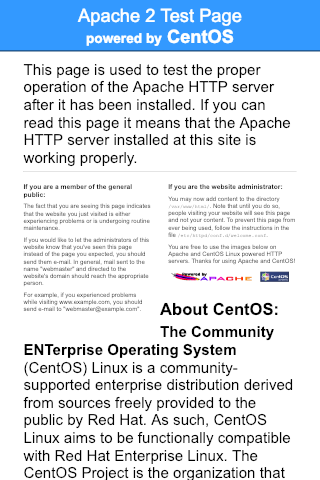 Apache 2 Test Page
powered by CentOS
This page is used to test the proper
operation of the Apache HTTP server
after it has been installed. If you can
read this page it means that the Apache
HTTP server installed at this site is
working properly.
If you are a member of the general
public:
The fact that you are seeing this page indicates
that the website you just visited is either
experiencing problems or is undergoing routine
maintenance.
If you would like to let the administrators of this
website know that you've seen this page
instead of the page you expected, you should
send them e-mail. In general, mail sent to the
name "webmaster" and directed to the
website's domain should reach the appropriate
person.
For example, if you experienced problems
while visiting www.example.com, you should
send e-mail to "webmaster@example.com".
If you are the website administrator:
You may now add content to the directory
/var/www/html/. Note that until you do so,
people visiting your website will see this page
and not your content. To prevent this page from
ever being used, follow the instructions in the
file /etc/httpd/conf.d/welcome.conf.
You are free to use the images below on
Apache and CentOS Linux powered HTTP
servers. Thanks for using Apache and CentOS!
Powered by
APACHE
CentOS
About CentOS:
The Community
ENTerprise Operating System
(CentOS) Linux is a community-
supported enterprise distribution derived
from sources freely provided to the
public by Red Hat. As such, CentOS
Linux aims to be functionally compatible
with Red Hat Enterprise Linux. The
CentOS Project is the organization that